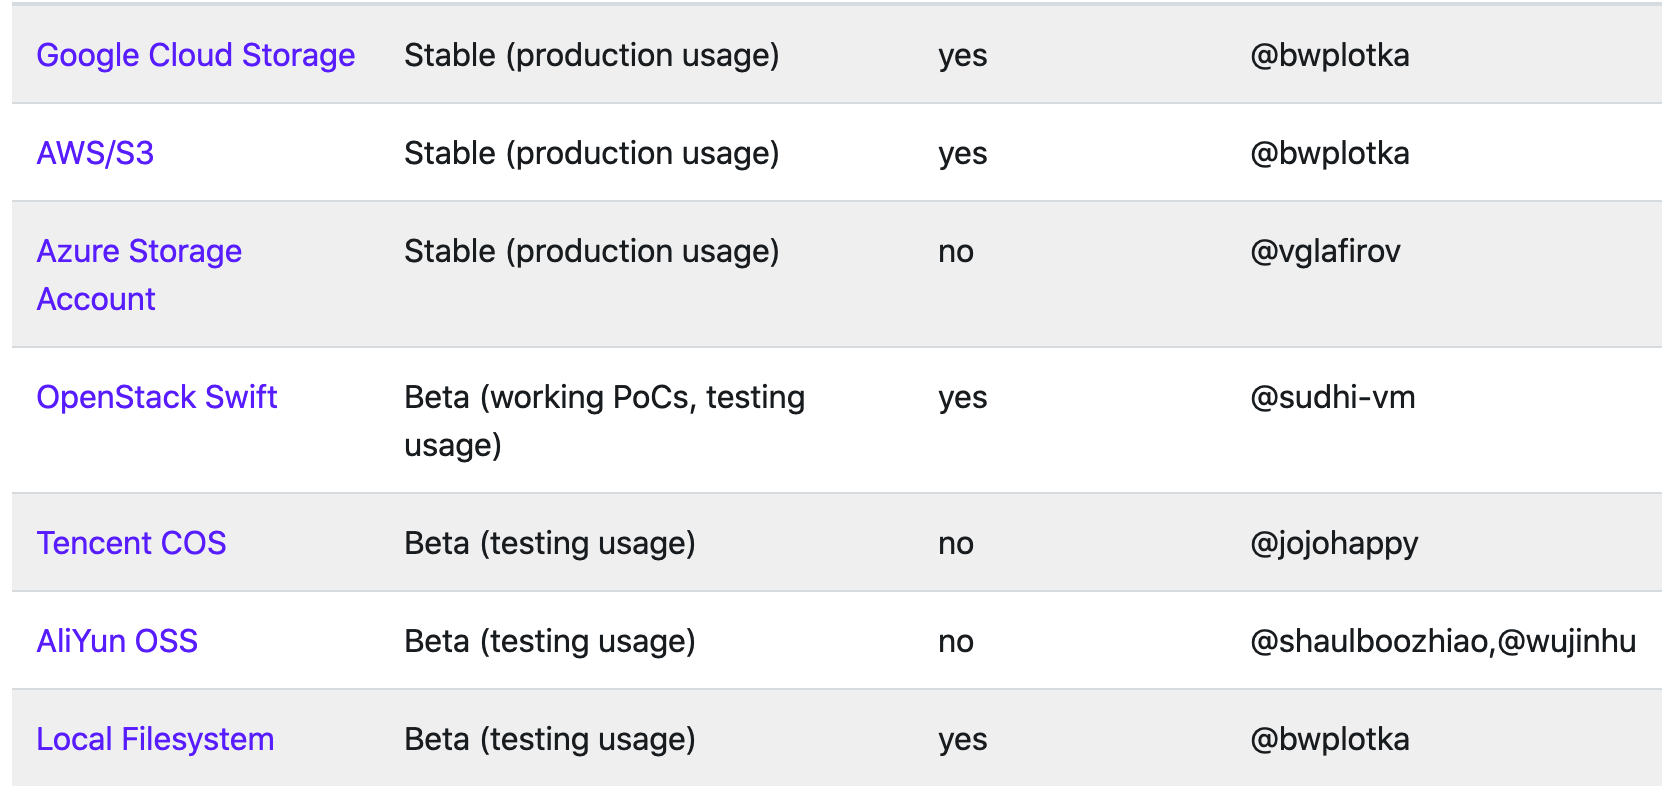 Google Cloud Storage Stable (production usage) yes @bwplotka
AWS/S3 Stable (production usage) yes @bwplotka
Azure Storage Stable (production usage) no @vglafirov
Account
OpenStack Swift Beta (working PoCs, testing yes @sudhi-vm
usage)
Tencent COS Beta (testing usage) no @jojohappy
AliYun OSS Beta (testing usage) no @shaulboozhiao,@wujinhu
Local Filesystem Beta (testing usage) yes @bwplotka